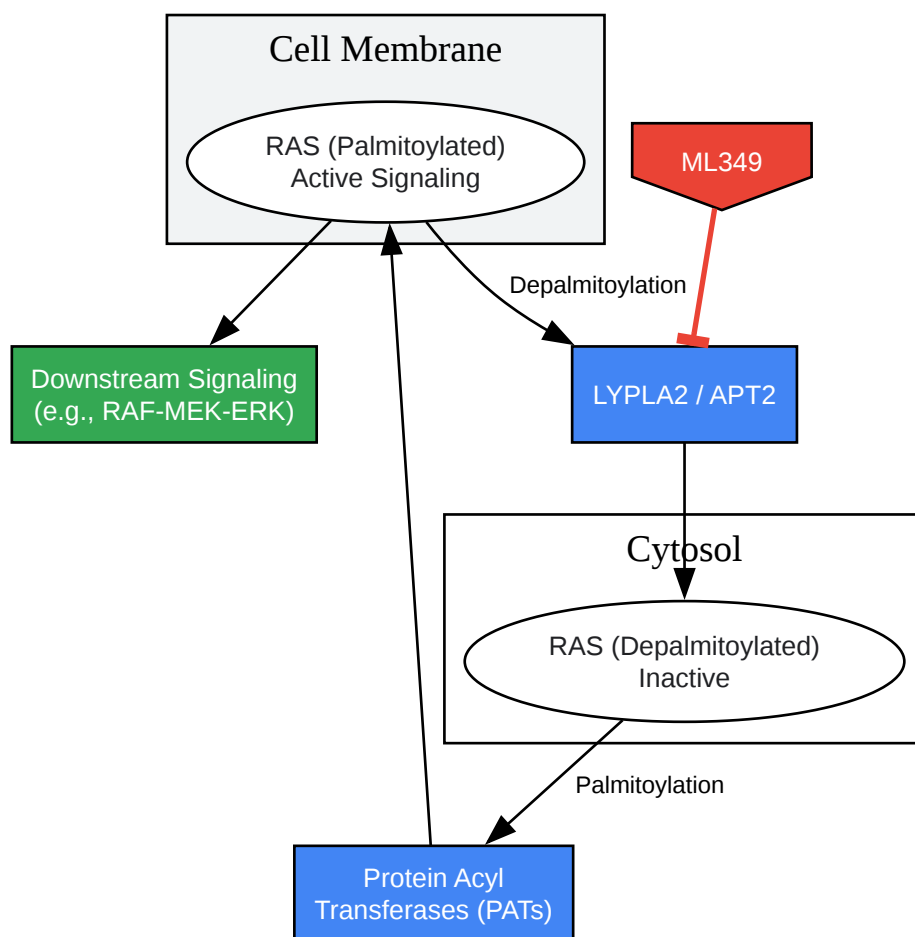 Cell Membrane
RAS (Palmitoylated)
Active Signaling
ML349
Depalmitoylation
Downstream Signaling
(e.g., RAF-MEK-ERK)
LYPLA2 / APT2
Cytosol
RAS (Depalmitoylated)
Inactive
Palmitoylation
Protein Acyl
Transferases (PATs)